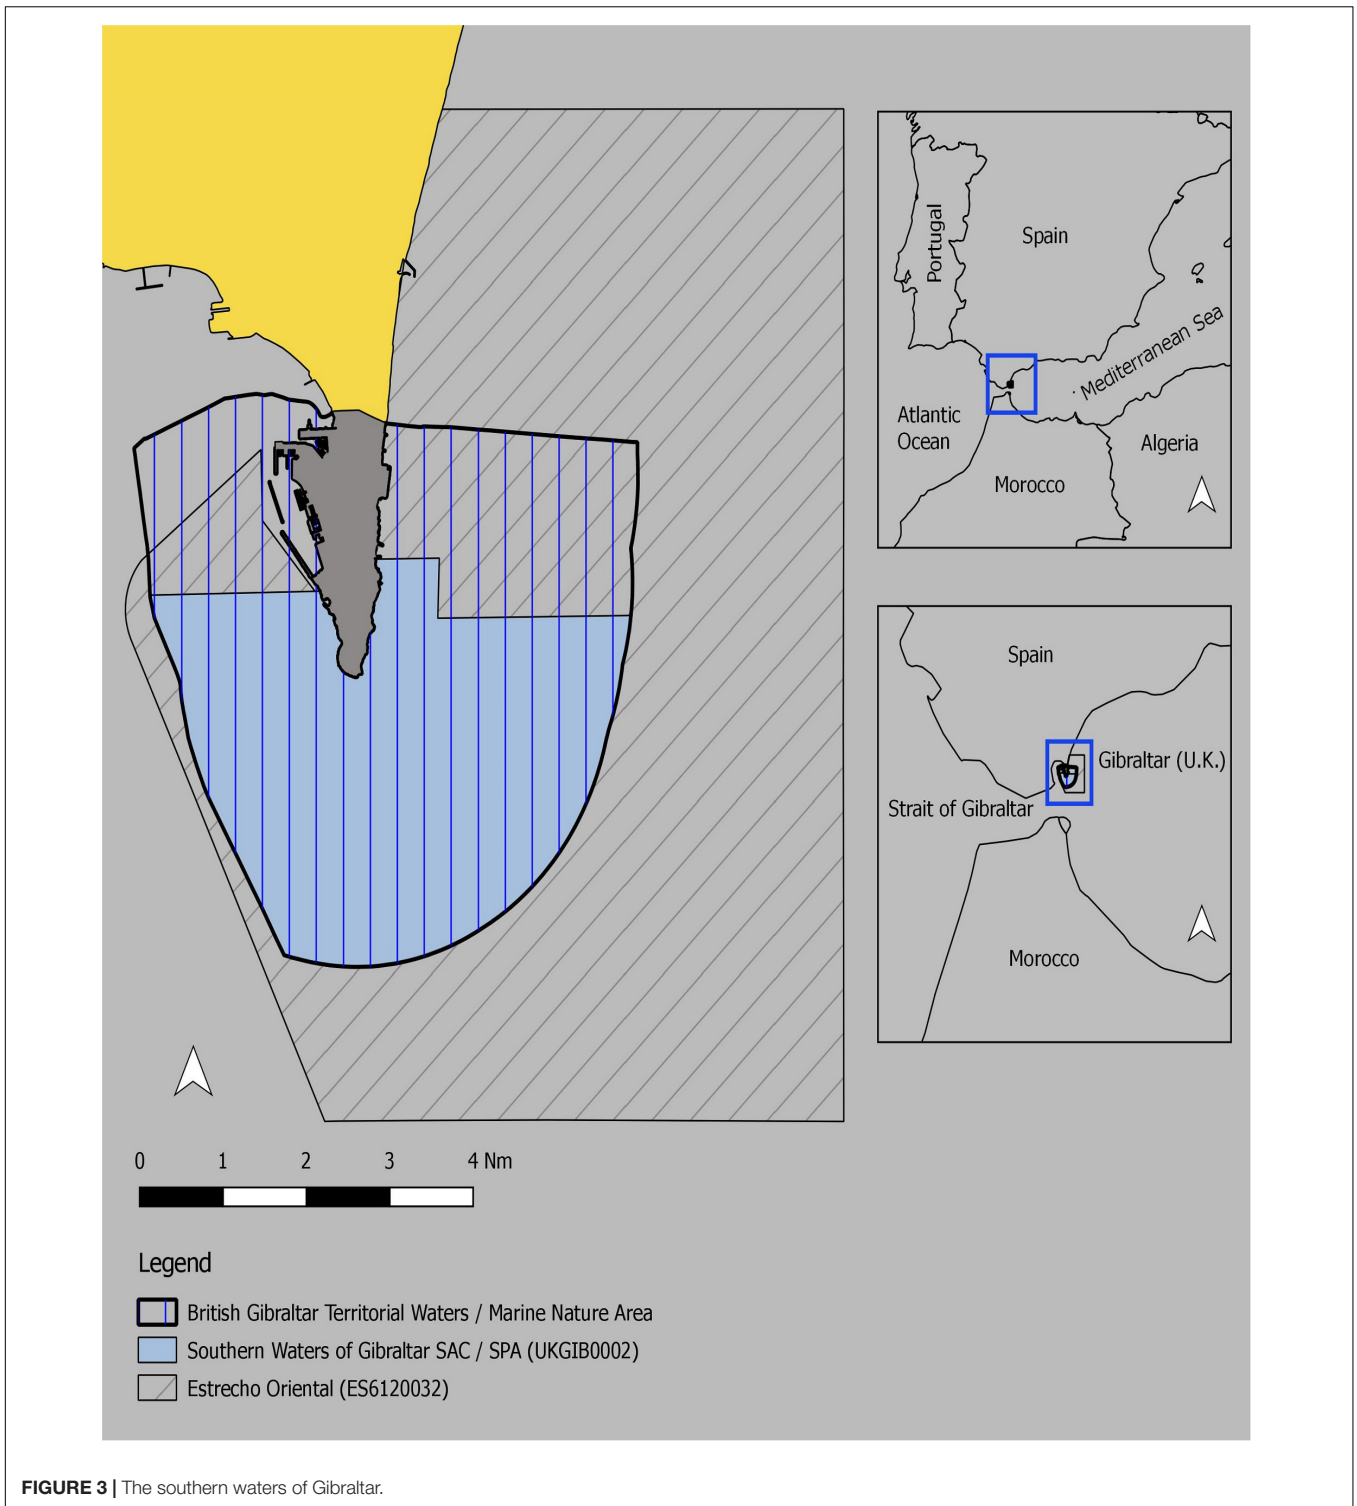 Portugal
Spain
Mediterranean Sea
Atlantic
Ocean
Algeria
Morocco
Spain
Gibraltar (U.K.)
Strait of Gibraltar
Morocco
0 1 2 3 4 Nm
Legend
British Gibraltar Territorial Waters / Marine Nature Area
Southern Waters of Gibraltar SAC / SPA (UKGIB0002)
Estrecho Oriental (ES6120032)
FIGURE 3 | The southern waters of Gibraltar.